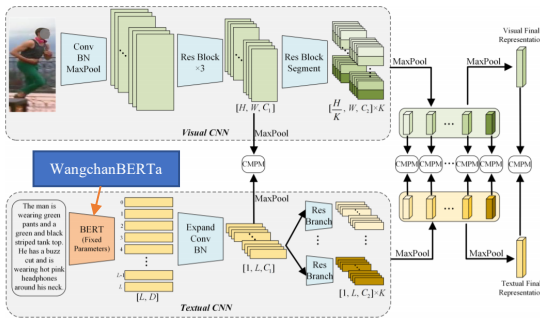 Visual Final
Representation
Conv
BN
MaxPool
Res Block
×3
Res Block
Segment
MaxPool
MaxPool
[H, W, C₁]
[H/K, W, C₂]×K
Visual CNN
MaxPool
CMPM
CMPM
CMPM
CMPM
CMPM
CMPM
WangchanBERTa
MaxPool
The man is
wearing green
pants and a
green and black
striped tank top.
He has a buzz
cut and is
wearing hot pink
headphones
around his neck.
BERT
(Fixed
Parameters)
0
1
2
3
4
L-1
L
[L, D]
Expand
Conv
BN
[1, L, C₁]
Res
Branch
Res
Branch
[1, L, C₂]×K
MaxPool
MaxPool
Textual CNN
Textual Final
Representation